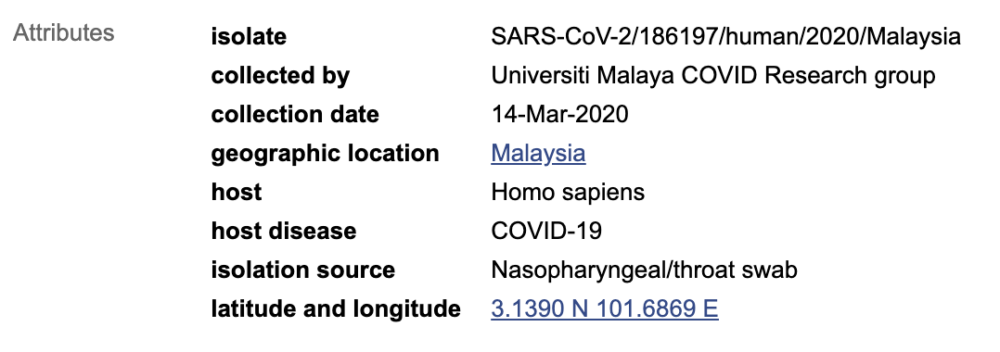 Attributes
isolate SARS-CoV-2/186197/human/2020/Malaysia
collected by Universiti Malaya COVID Research group
collection date 14-Mar-2020
geographic location Malaysia
host Homo sapiens
host disease COVID-19
isolation source Nasopharyngeal/throat swab
latitude and longitude 3.1390 N 101.6869 E